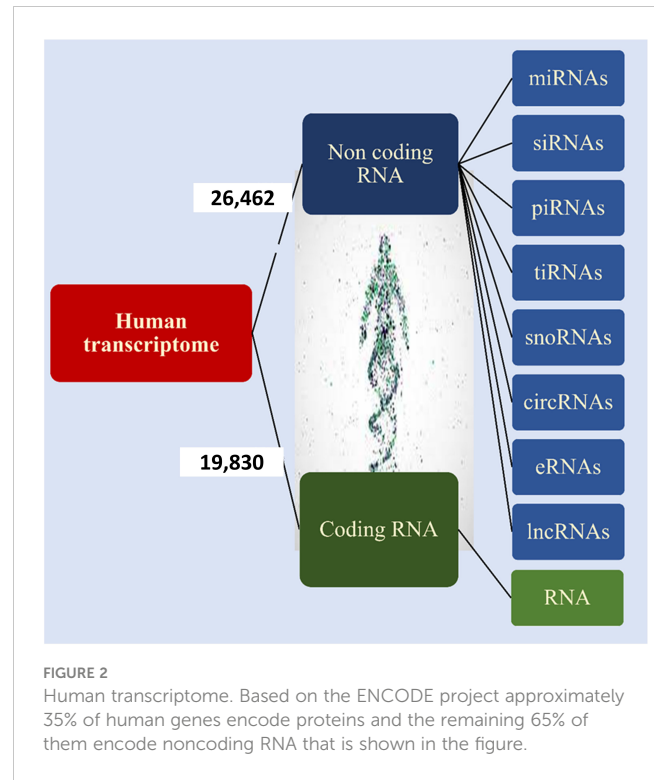 miRNAs
Non coding
RNA
siRNAs
26,462
piRNAs
tiRNAs
Human
transcriptome
snoRNAs
circRNAs
19,830
eRNAs
Coding RNA
lncRNAs
RNA
FIGURE 2
Human transcriptome. Based on the ENCODE project approximately
35% of human genes encode proteins and the remaining 65% of
them encode noncoding RNA that is shown in the figure.